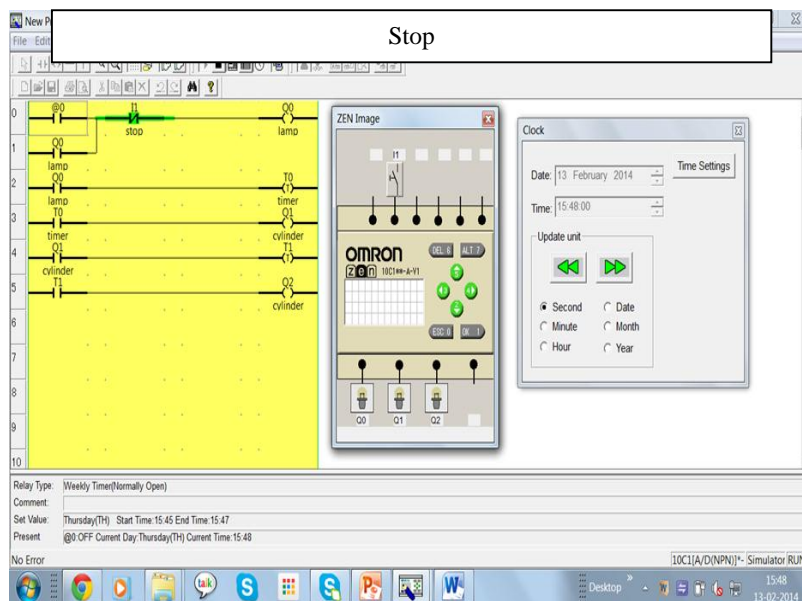 Stop
New P
File Edit
0 @0 I1 Q0
stop lamp
1 Q0
lamp
2 Q0 T0
lamp timer
3 T0 Q1
timer cylinder
4 Q1 T1
cylinder
5 T1 Q2
cylinder
6
7
8
9
10
ZEN Image
I1
OMRON
zen 10C1**-A-V1
DEL 6 ALT 7
ESC 0 OK 1
Q0 Q1 Q2
Clock
Date: 13 February 2014
Time Settings
Time: 15:48:00
Update unit
Second Date
Minute Month
Hour Year
Relay Type: Weekly Timer(Normally Open)
Comment:
Set Value: Thursday(TH) Start Time:15:45 End Time:15:47
Present @0:OFF Current Day:Thursday(TH) Current Time:15:48
No Error
10C1[A/D(NPN)]*- Simulator RUN
talk
Desktop
15:48
13-02-2014